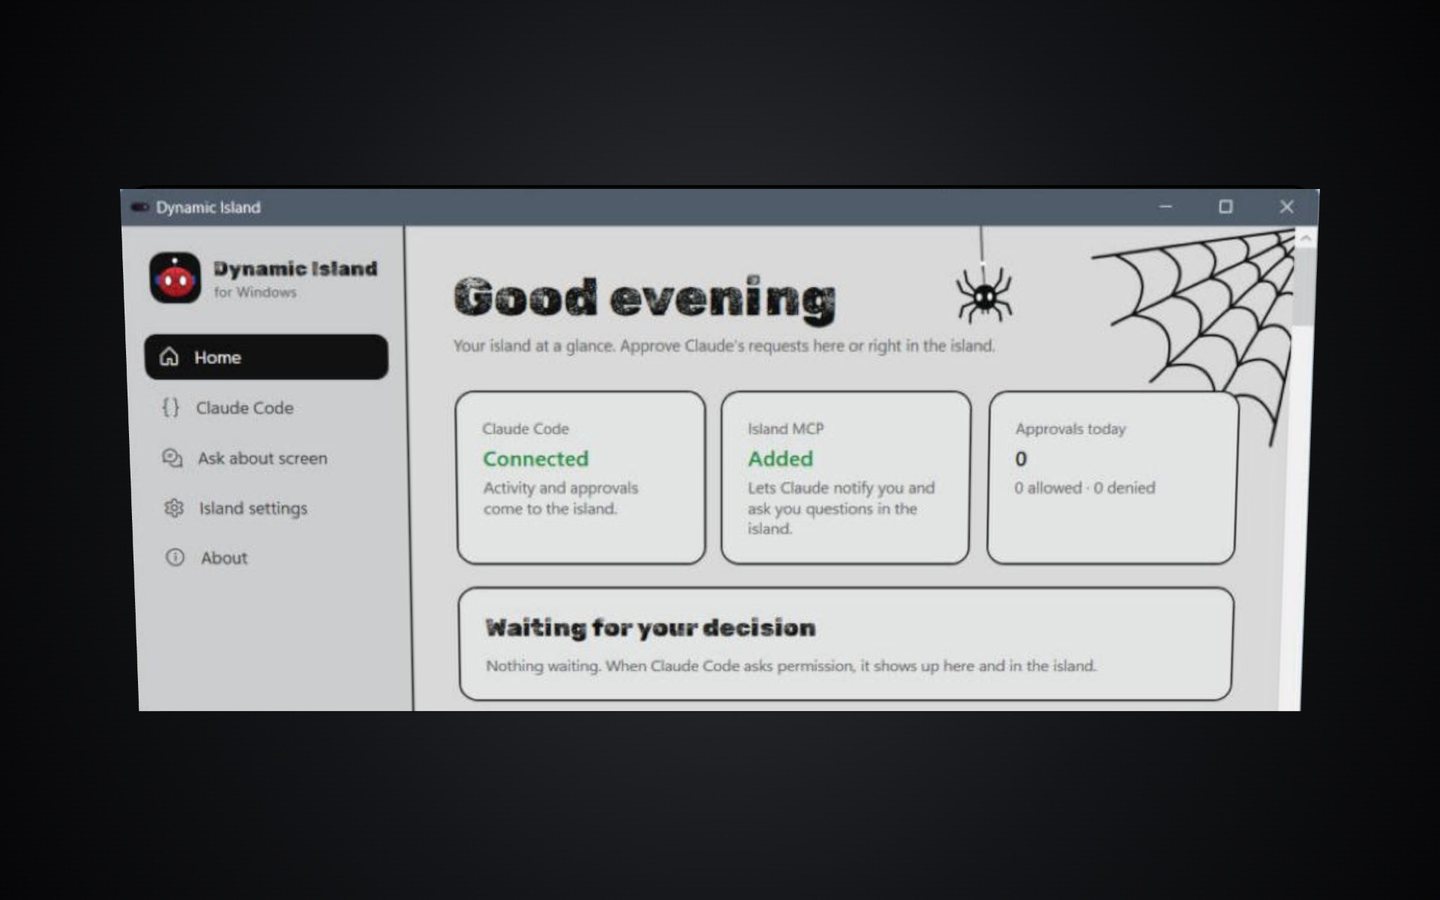 Dynamic Island
Dynamic Island
for Windows
Home
Claude Code
Ask about screen
Island settings
About
Good evening
Your island at a glance. Approve Claude's requests here or right in the island.
Claude Code
Connected
Activity and approvals
come to the island.
Island MCP
Added
Lets Claude notify you and
ask you questions in the
island.
Approvals today
0
0 allowed · 0 denied
Waiting for your decision
Nothing waiting. When Claude Code asks permission, it shows up here and in the island.